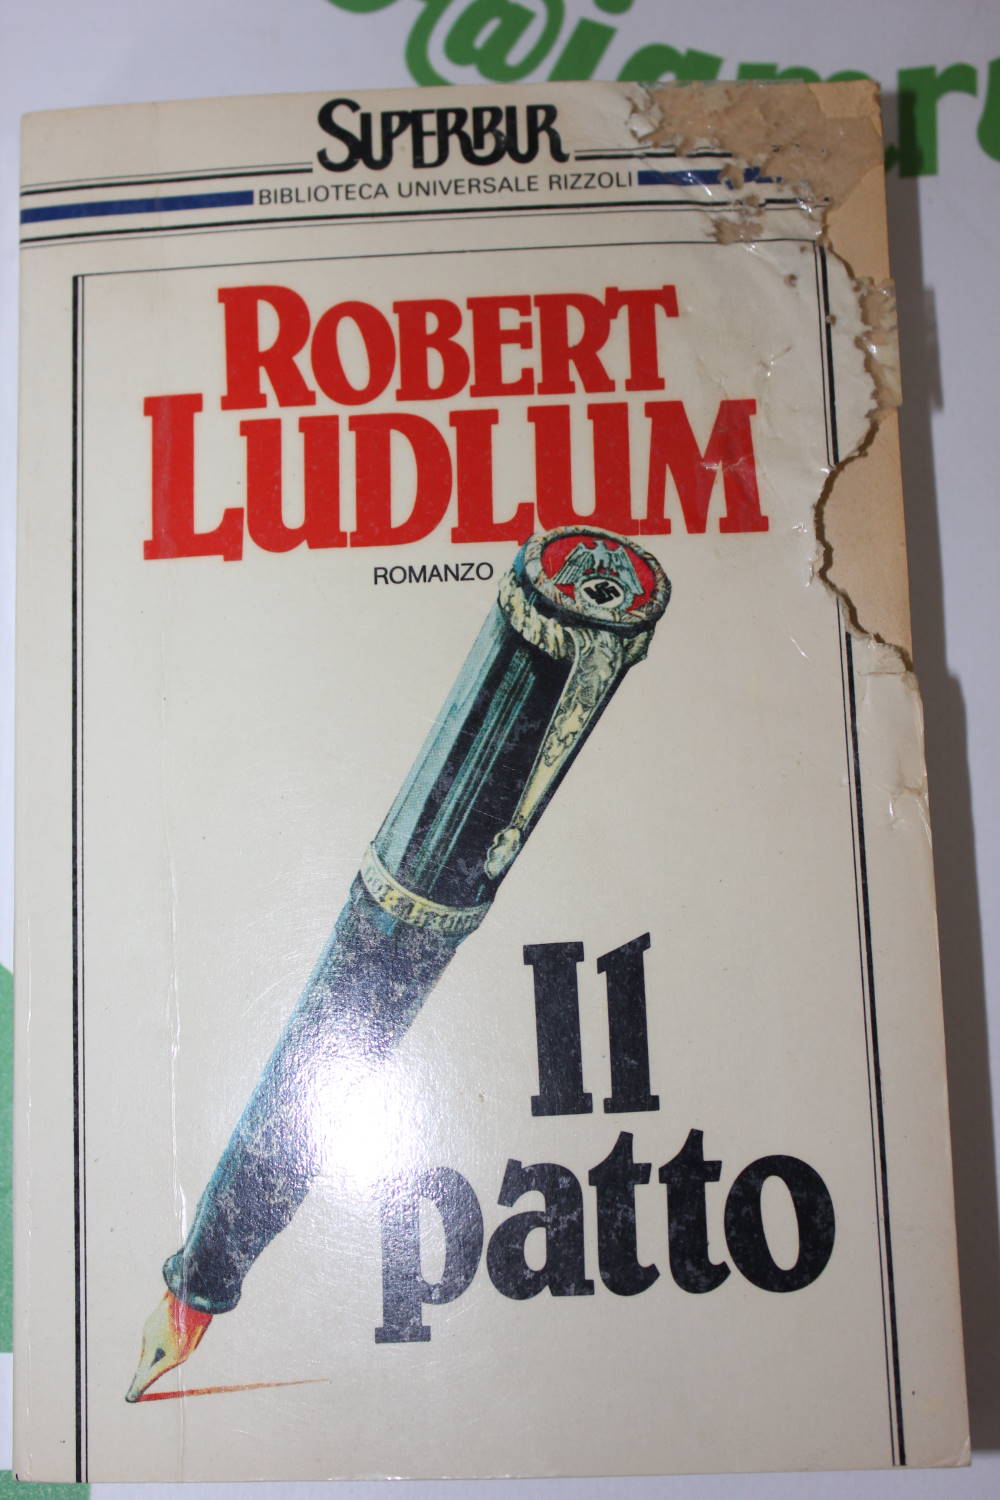 SUPERBUR
BIBLIOTECA UNIVERSALE RIZZOLI
ROBERT
LUDLUM
ROMANZO
Il
patto